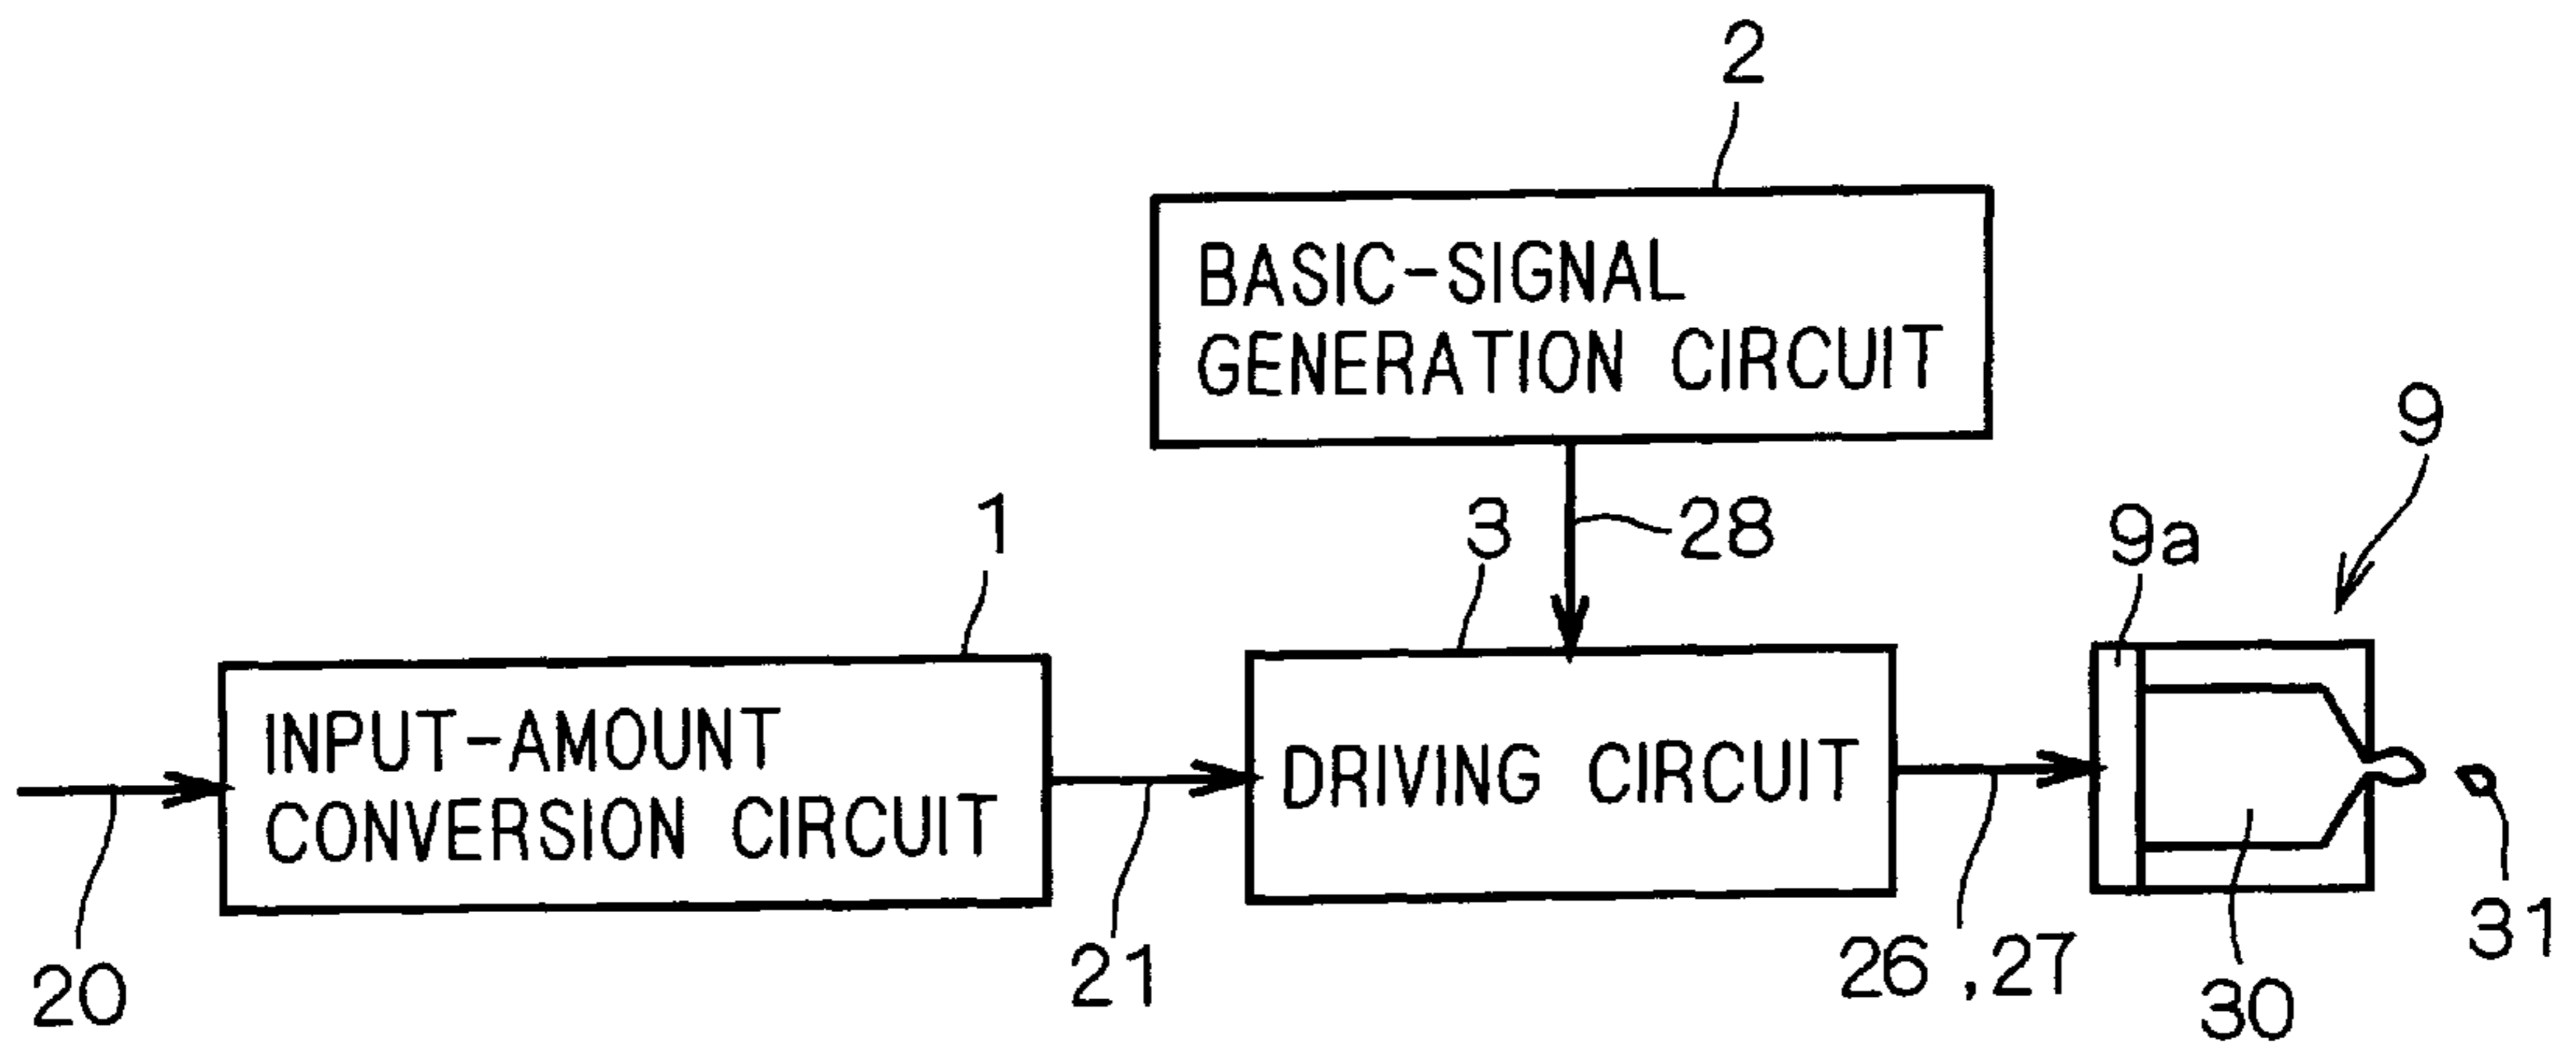 2
BASIC-SIGNAL
GENERATION CIRCUIT
9
1
3
28
9a
INPUT-AMOUNT
CONVERSION CIRCUIT
DRIVING CIRCUIT
20
21
26 , 27
30
31